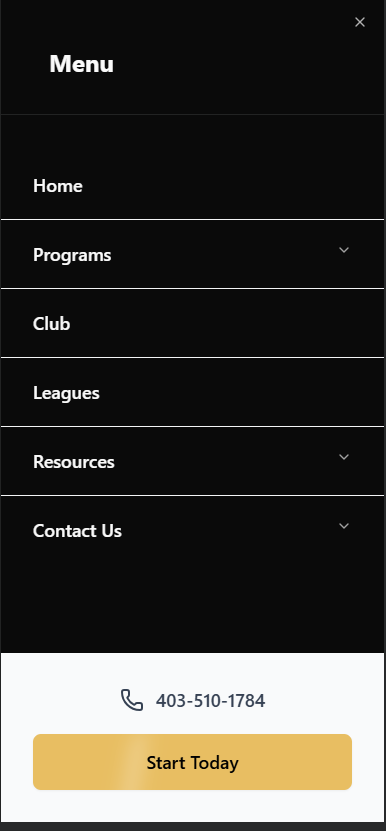 Menu
Home
Programs
Club
Leagues
Resources
Contact Us
403-510-1784
Start Today